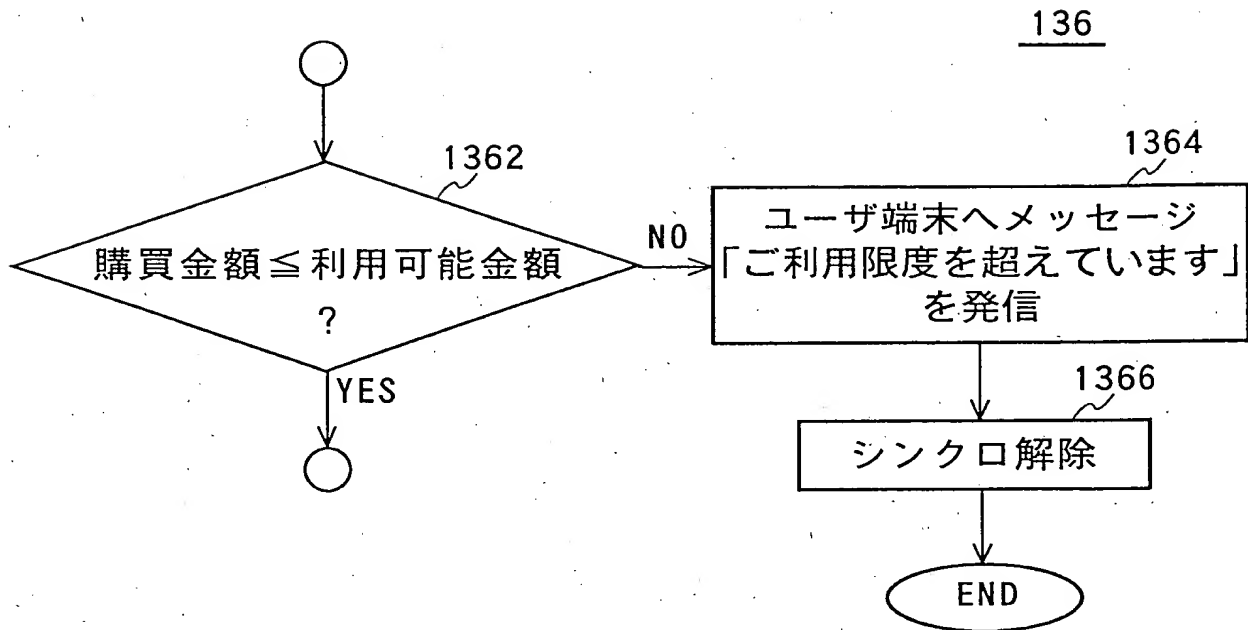 136
1362
購買金額≦利用可能金額
?
NO
YES
1364
ユーザ端末へメッセージ
「ご利用限度を超えています」
を発信
1366
シンクロ解除
END